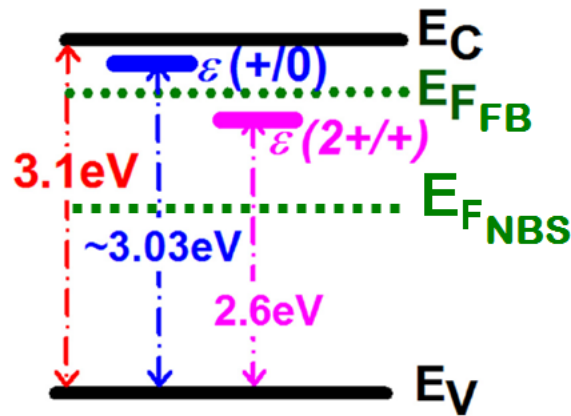 E_C
ε(+/0)
E_F_FB
ε(2+/+)
3.1eV
E_F_NBS
~3.03eV
2.6eV
E_V